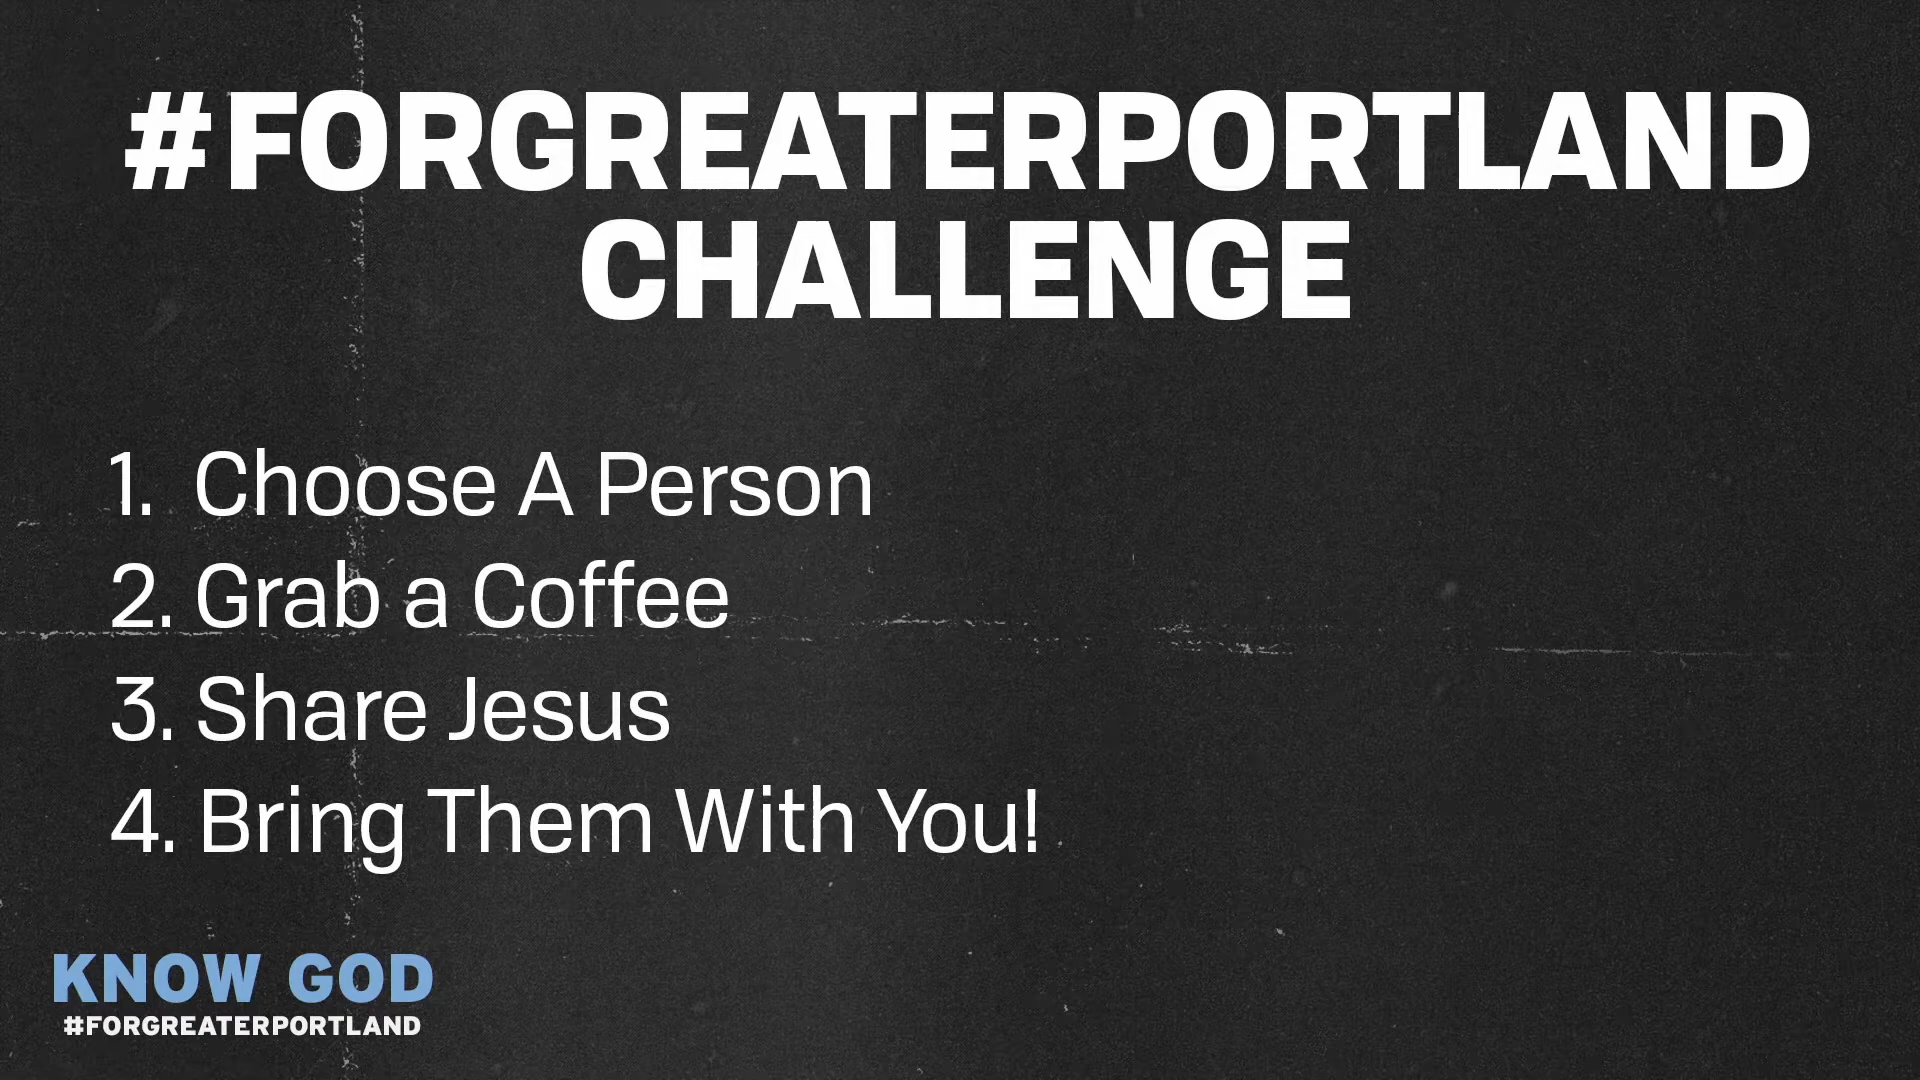 #FORGREATERPORTLAND
CHALLENGE
1. Choose A Person
2. Grab a Coffee
3. Share Jesus
4. Bring Them With You!
KNOW GOD
#FORGREATERPORTLAND